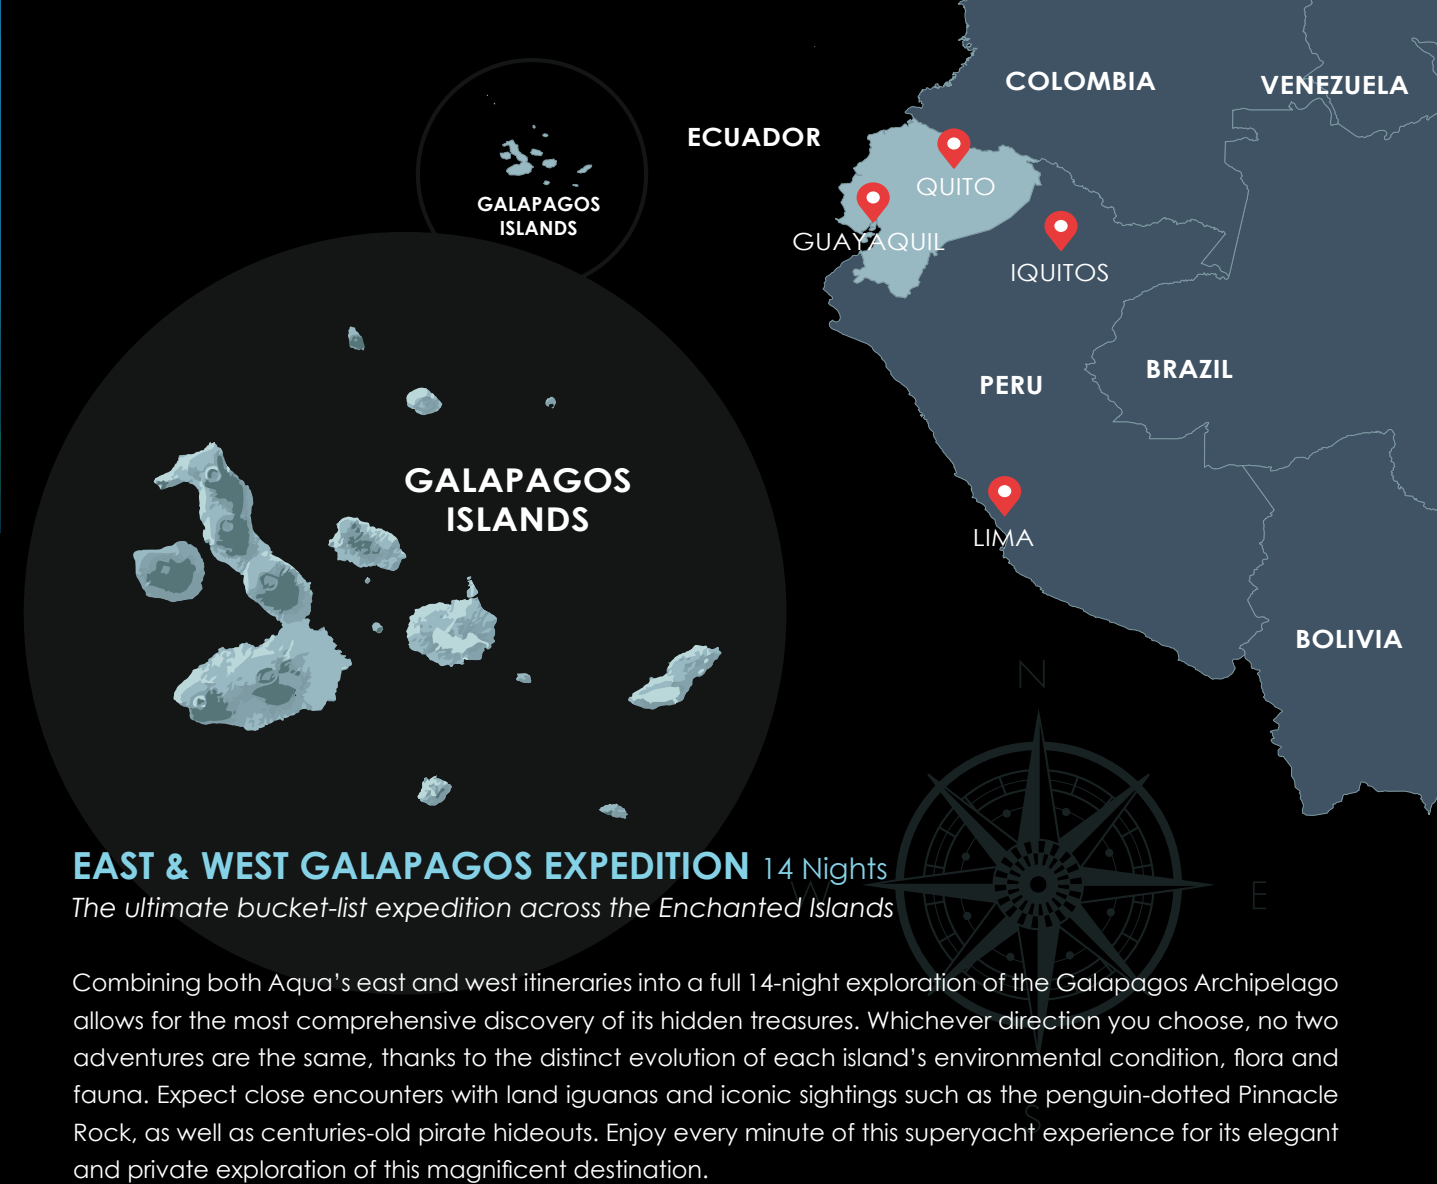 COLOMBIA
VENEZUELA
ECUADOR
QUITO
GALAPAGOS
ISLANDS
GUAYAQUIL
IQUITOS
BRAZIL
PERU
GALAPAGOS
ISLANDS
LIMA
BOLIVIA
N
EAST & WEST GALAPAGOS EXPEDITION 14 Nights
W
E
The ultimate bucket-list expedition across the Enchanted Islands
Combining both Aqua’s east and west itineraries into a full 14-night exploration of the Galapagos Archipelago
allows for the most comprehensive discovery of its hidden treasures. Whichever direction you choose, no two
adventures are the same, thanks to the distinct evolution of each island’s environmental condition, flora and
fauna. Expect close encounters with land iguanas and iconic sightings such as the penguin-dotted Pinnacle
S
Rock, as well as centuries-old pirate hideouts. Enjoy every minute of this superyacht experience for its elegant
and private exploration of this magnificent destination.